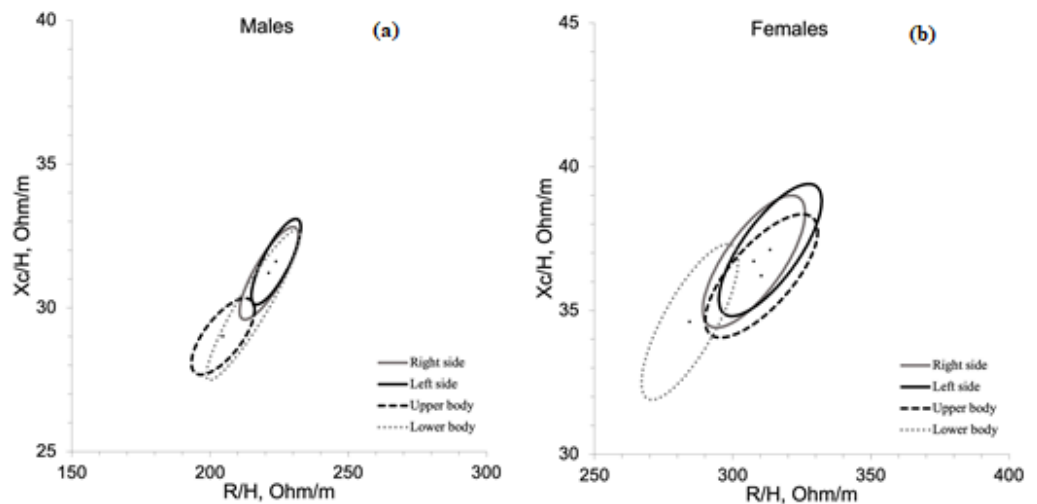 Males (a)
40
35
30
25
Xc/H, Ohm/m
150 200 250 300
R/H, Ohm/m
Right side
Left side
Upper body
Lower body
Females (b)
45
40
35
30
Xc/H, Ohm/m
250 300 350 400
R/H, Ohm/m
Right side
Left side
Upper body
Lower body